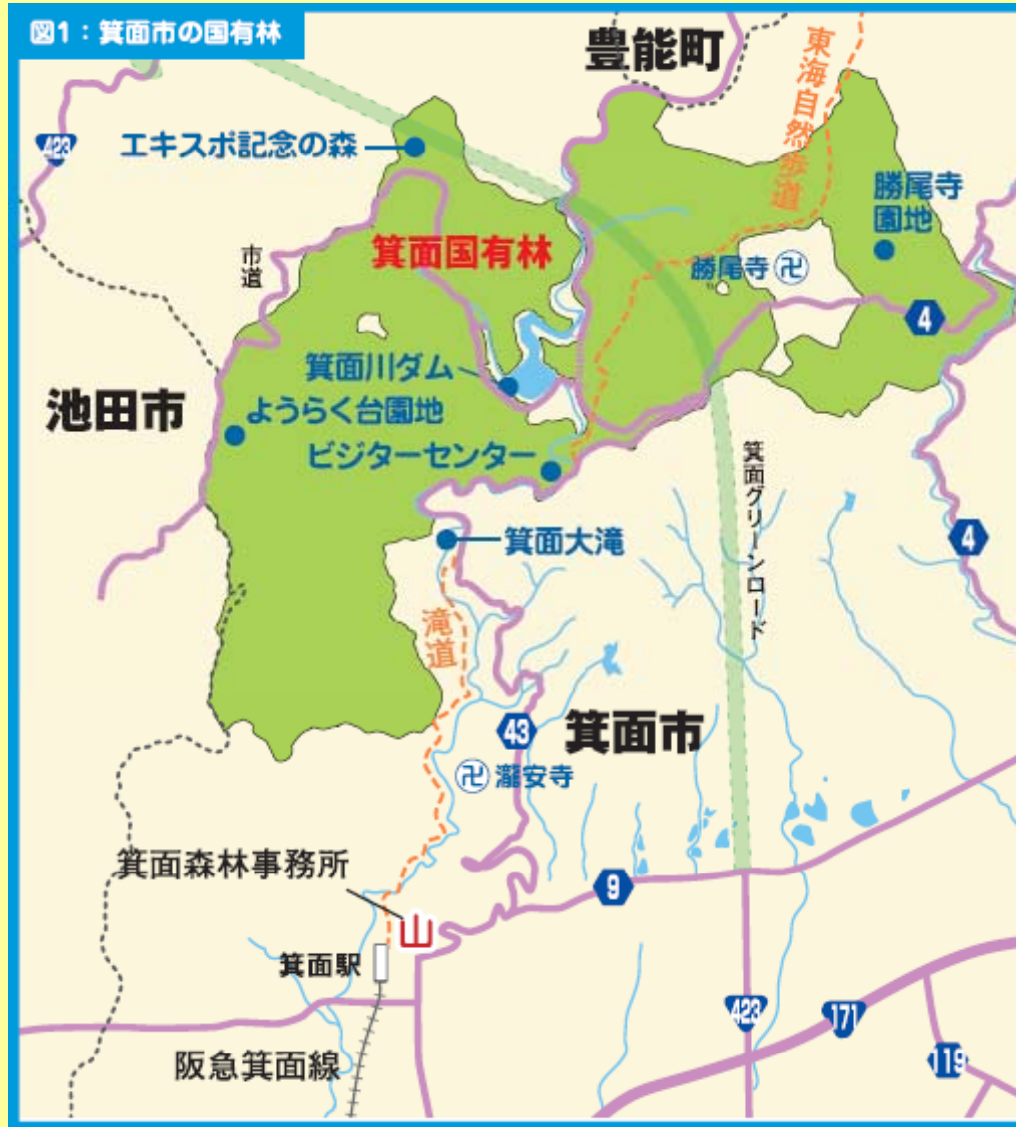 図1：箕面市の国有林
豊能町
東海自然歩道
423
エキスポ記念の森
勝尾寺
園地
市道
箕面国有林
勝尾寺 卍
4
箕面川ダム
池田市
ようらく台園地
ビジターセンター
箕面グリーンロード
箕面大滝
4
滝道
43
箕面市
卍 瀧安寺
箕面森林事務所
9
山
箕面駅
423
171
119
阪急箕面線